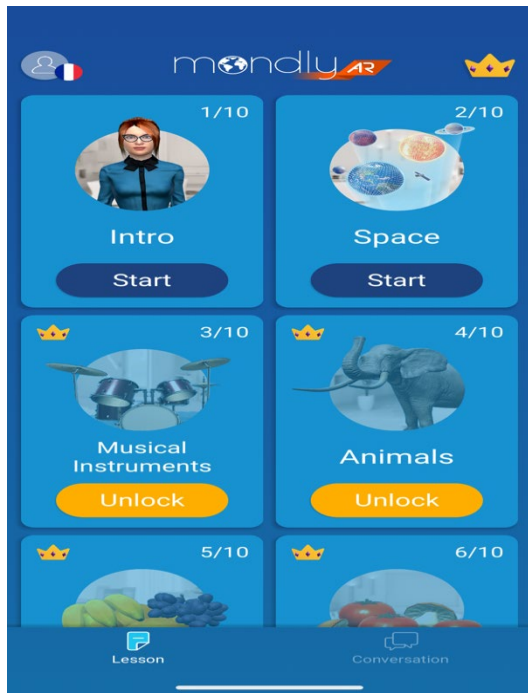 mondly AR
1/10
Intro
Start
2/10
Space
Start
3/10
Musical
Instruments
Unlock
4/10
Animals
Unlock
5/10
6/10
Lesson
Conversation